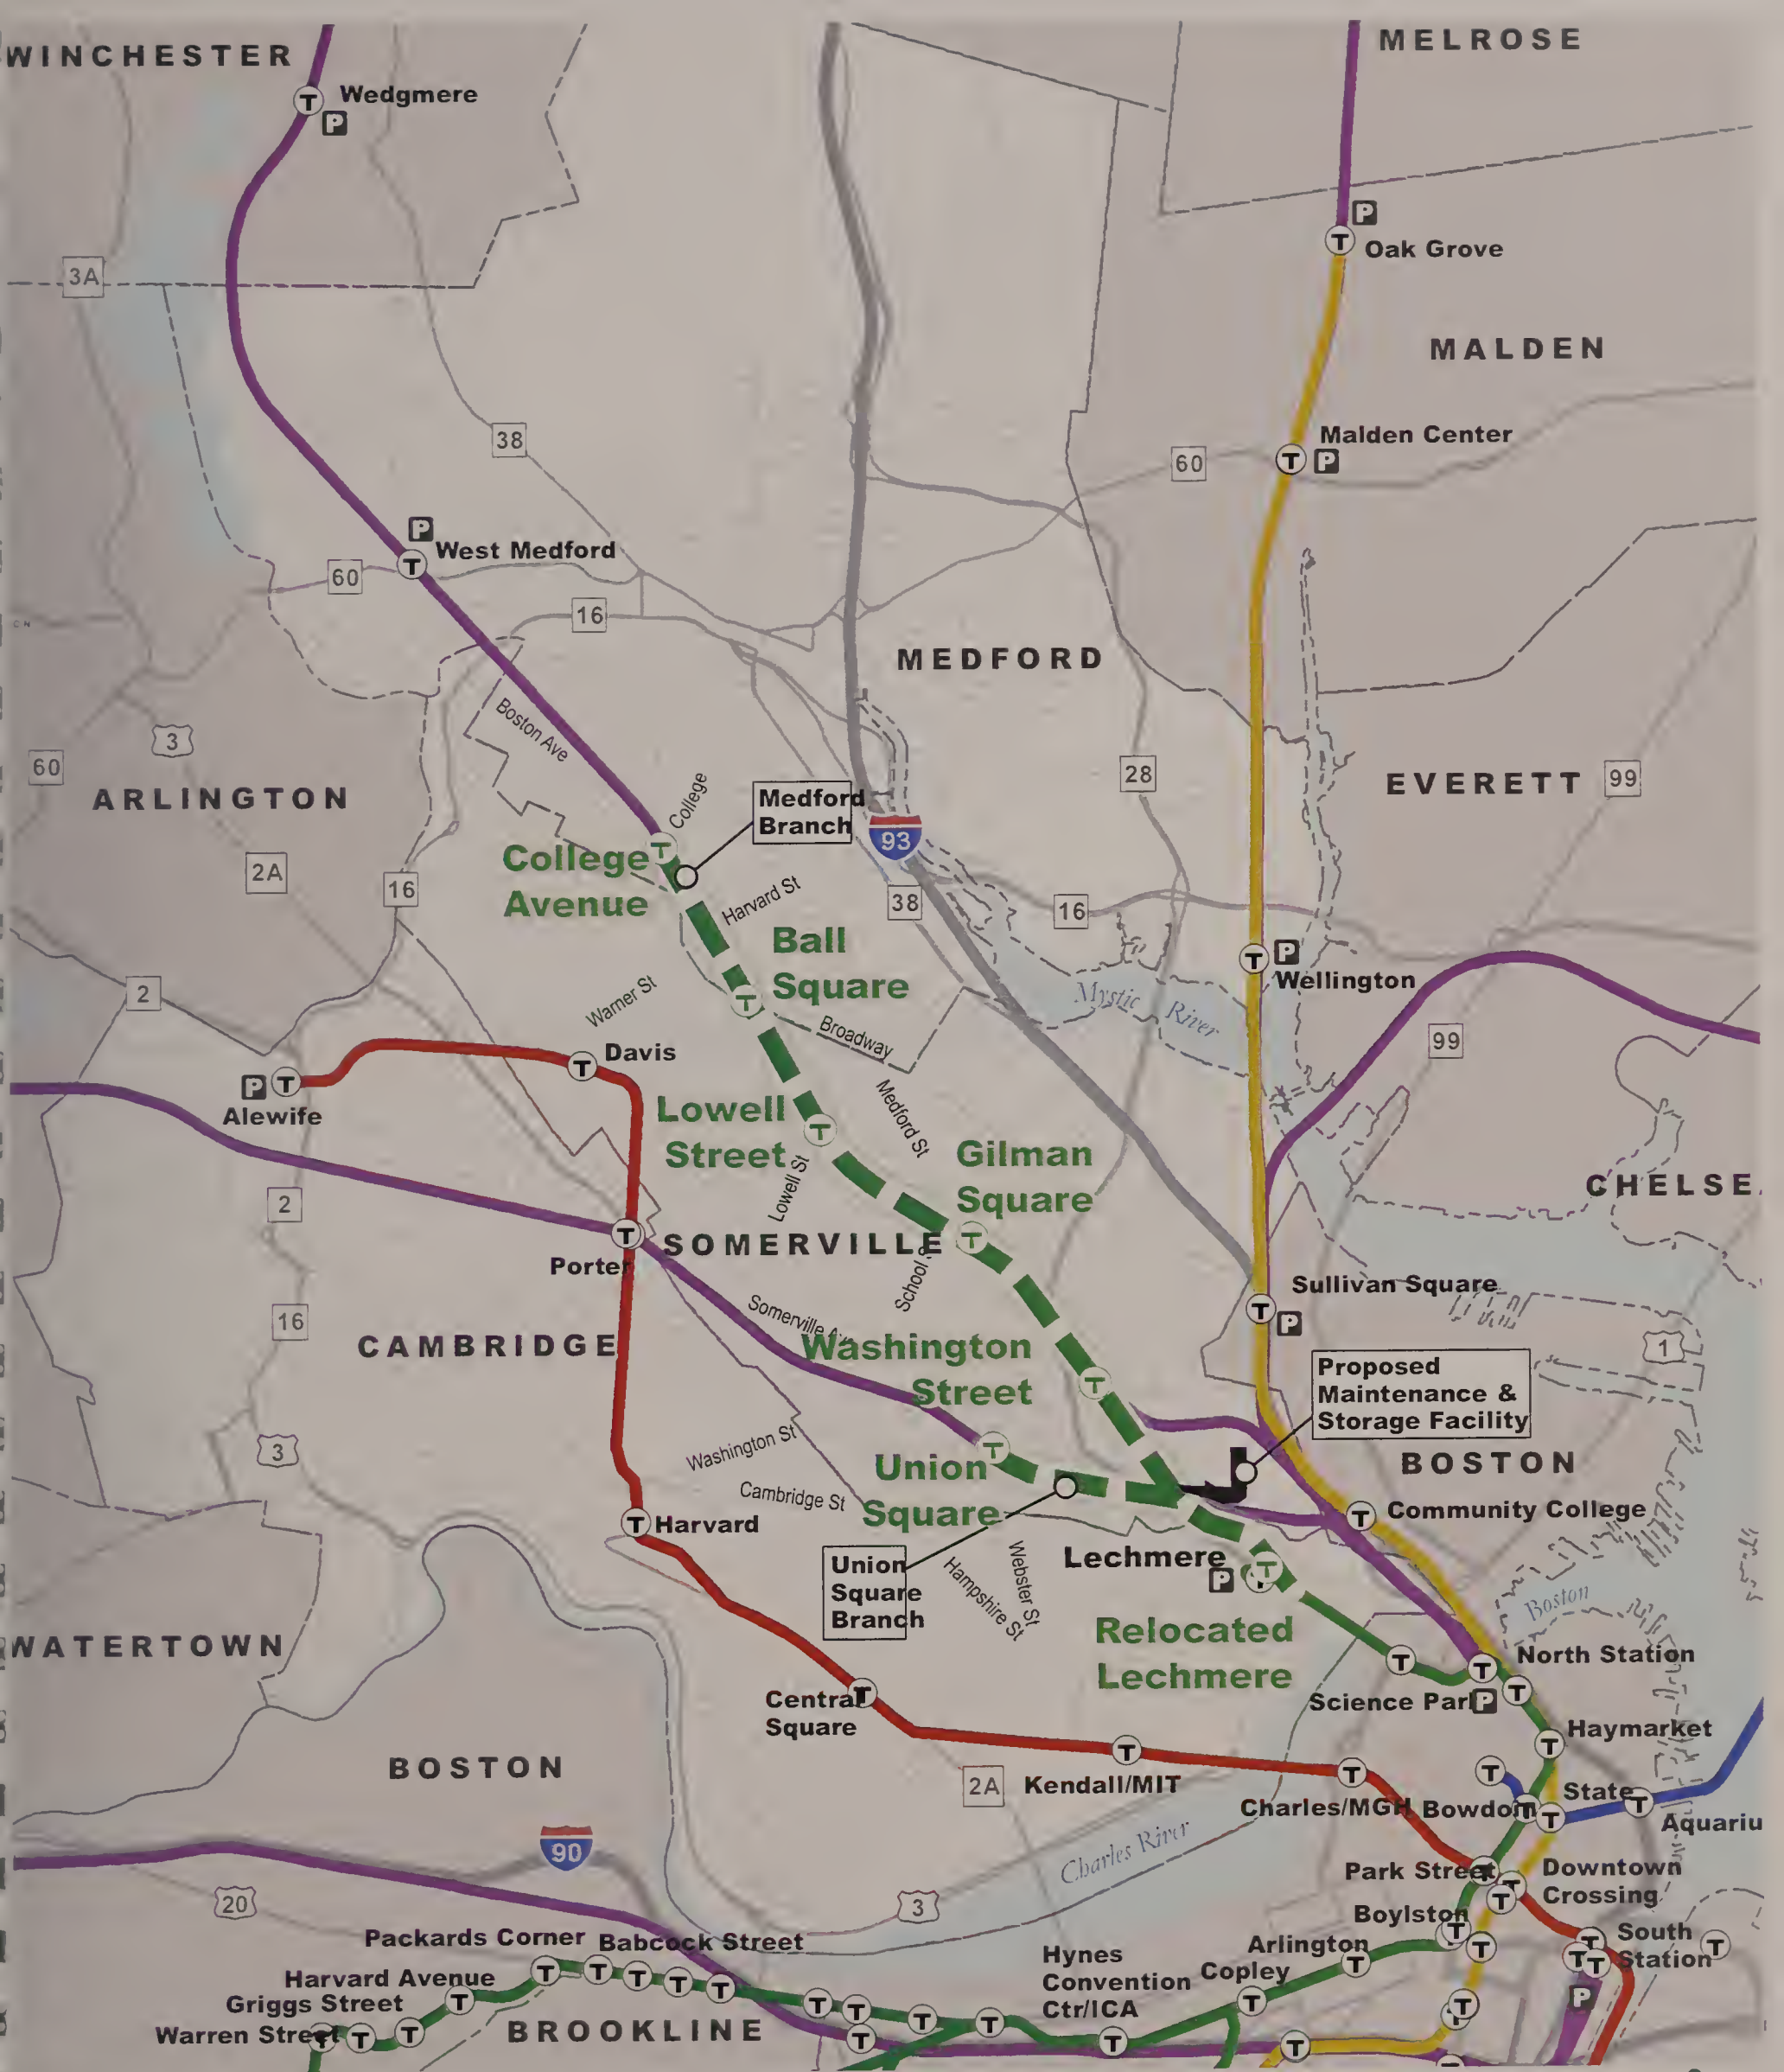 WINCHESTER
MELROSE
Wedgmere
P
P
Oak Grove
3A
MALDEN
38
Malden Center
P
60
P
West Medford
60
16
MEDFORD
Boston Ave
3
60
28
EVERETT
99
ARLINGTON
College
Medford
Branch
93
College
Avenue
2A
16
Harvard St
38
16
Ball
Square
P
Wellington
2
Warner St
Mystic River
Broadway
99
Davis
P
Alewife
Lowell
Street
Medford St
Gilman
Square
Lowell St
CHELSE
2
SOMERVILLE
Porter
School S
Sullivan Square
P
16
Somerville Av
CAMBRIDGE
Washington
Street
1
Proposed
Maintenance &
Storage Facility
3
Washington St
Union
Square
BOSTON
Cambridge St
Community College
Harvard
Lechmere
P
Union
Square
Branch
Webster St
Hampshire St
Boston
WATERTOWN
Relocated
Lechmere
North Station
Science Park
P
Central
Square
Haymarket
BOSTON
2A
Kendall/MIT
State
Charles/MGH
Bowdoin
Aquariu
90
Charles River
Park Street
Downtown
Crossing
20
3
Boylston
Packards Corner
Babcock Street
Arlington
South
Station
Hynes
Convention
Ctr/ICA
Copley
Harvard Avenue
Griggs Street
P
Warren Street
BROOKLINE